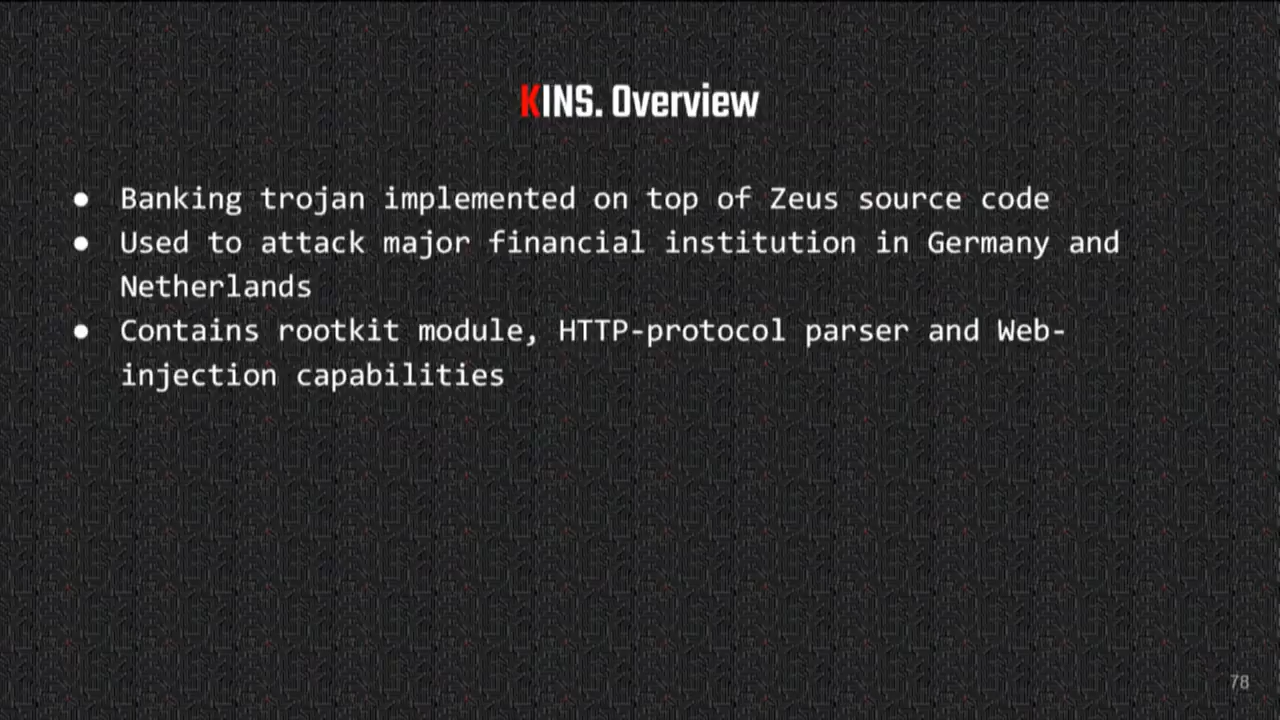 KINS. Overview
● Banking trojan implemented on top of Zeus source code
● Used to attack major financial institution in Germany and
Netherlands
● Contains rootkit module, HTTP-protocol parser and Web-
injection capabilities
78